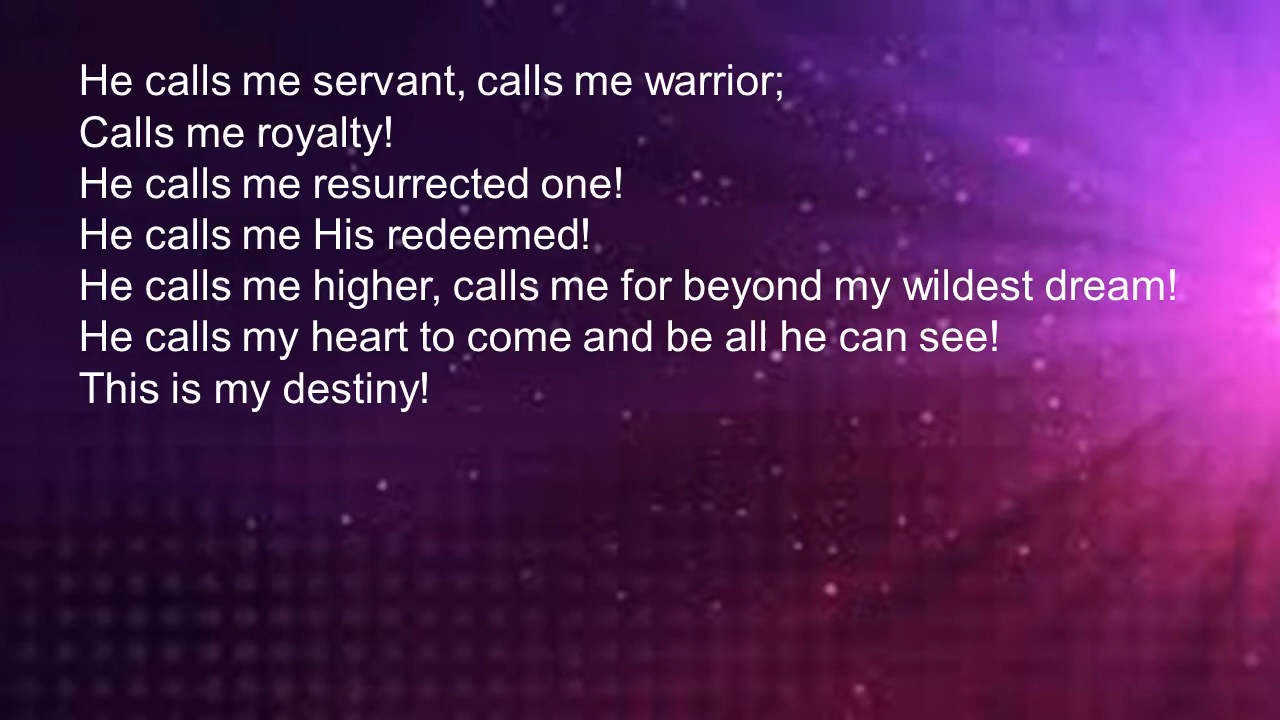 He calls me servant, calls me warrior;
Calls me royalty!
He calls me resurrected one!
He calls me His redeemed!
He calls me higher, calls me for beyond my wildest dream!
He calls my heart to come and be all he can see!
This is my destiny!